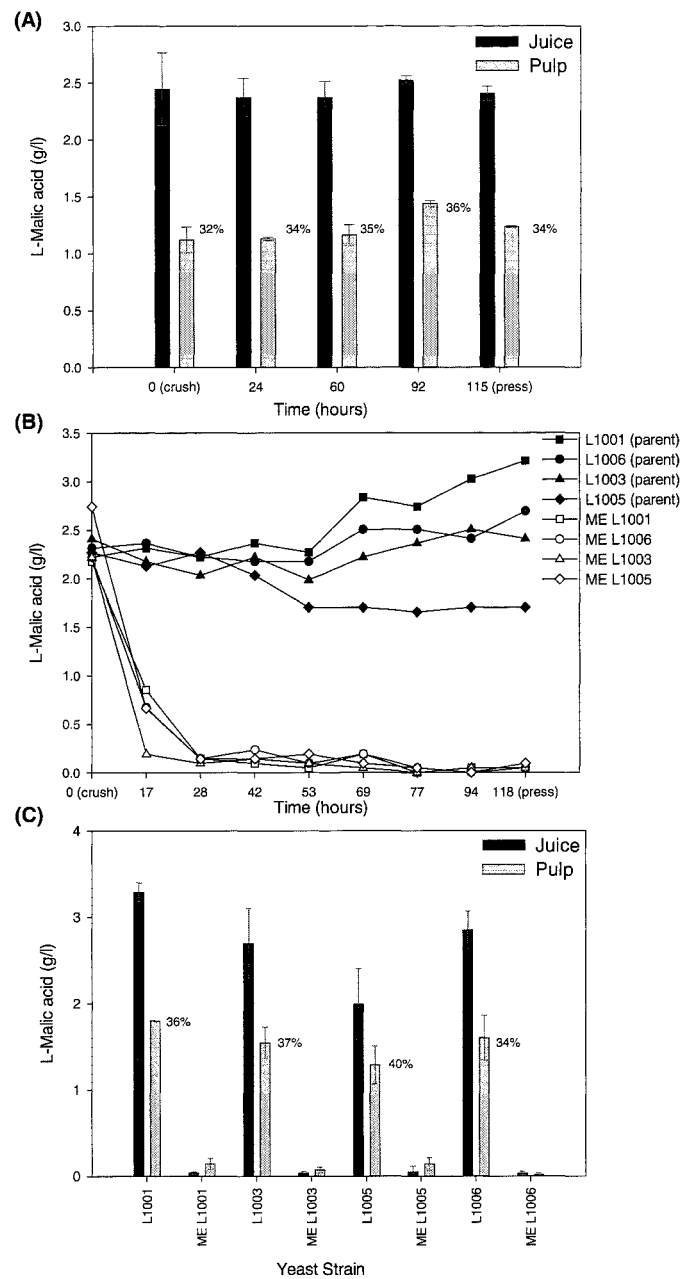 (A)
3.0
2.5
2.0
1.5
1.0
0.5
0.0
L-Malic acid (g/l)
Juice
Pulp
32%
34%
35%
36%
34%
0 (crush)
24
60
92
115 (press)
Time (hours)
(B)
3.5
3.0
2.5
2.0
1.5
1.0
0.5
0.0
L-Malic acid (g/l)
L1001 (parent)
L1006 (parent)
L1003 (parent)
L1005 (parent)
ME L1001
ME L1006
ME L1003
ME L1005
0 (crush)
17
28
42
53
69
77
94
118 (press)
Time (hours)
(C)
4
3
2
1
0
L-Malic acid (g/l)
Juice
Pulp
36%
37%
40%
34%
L1001
ME L1001
L1003
ME L1003
L1005
ME L1005
L1006
ME L1006
Yeast Strain